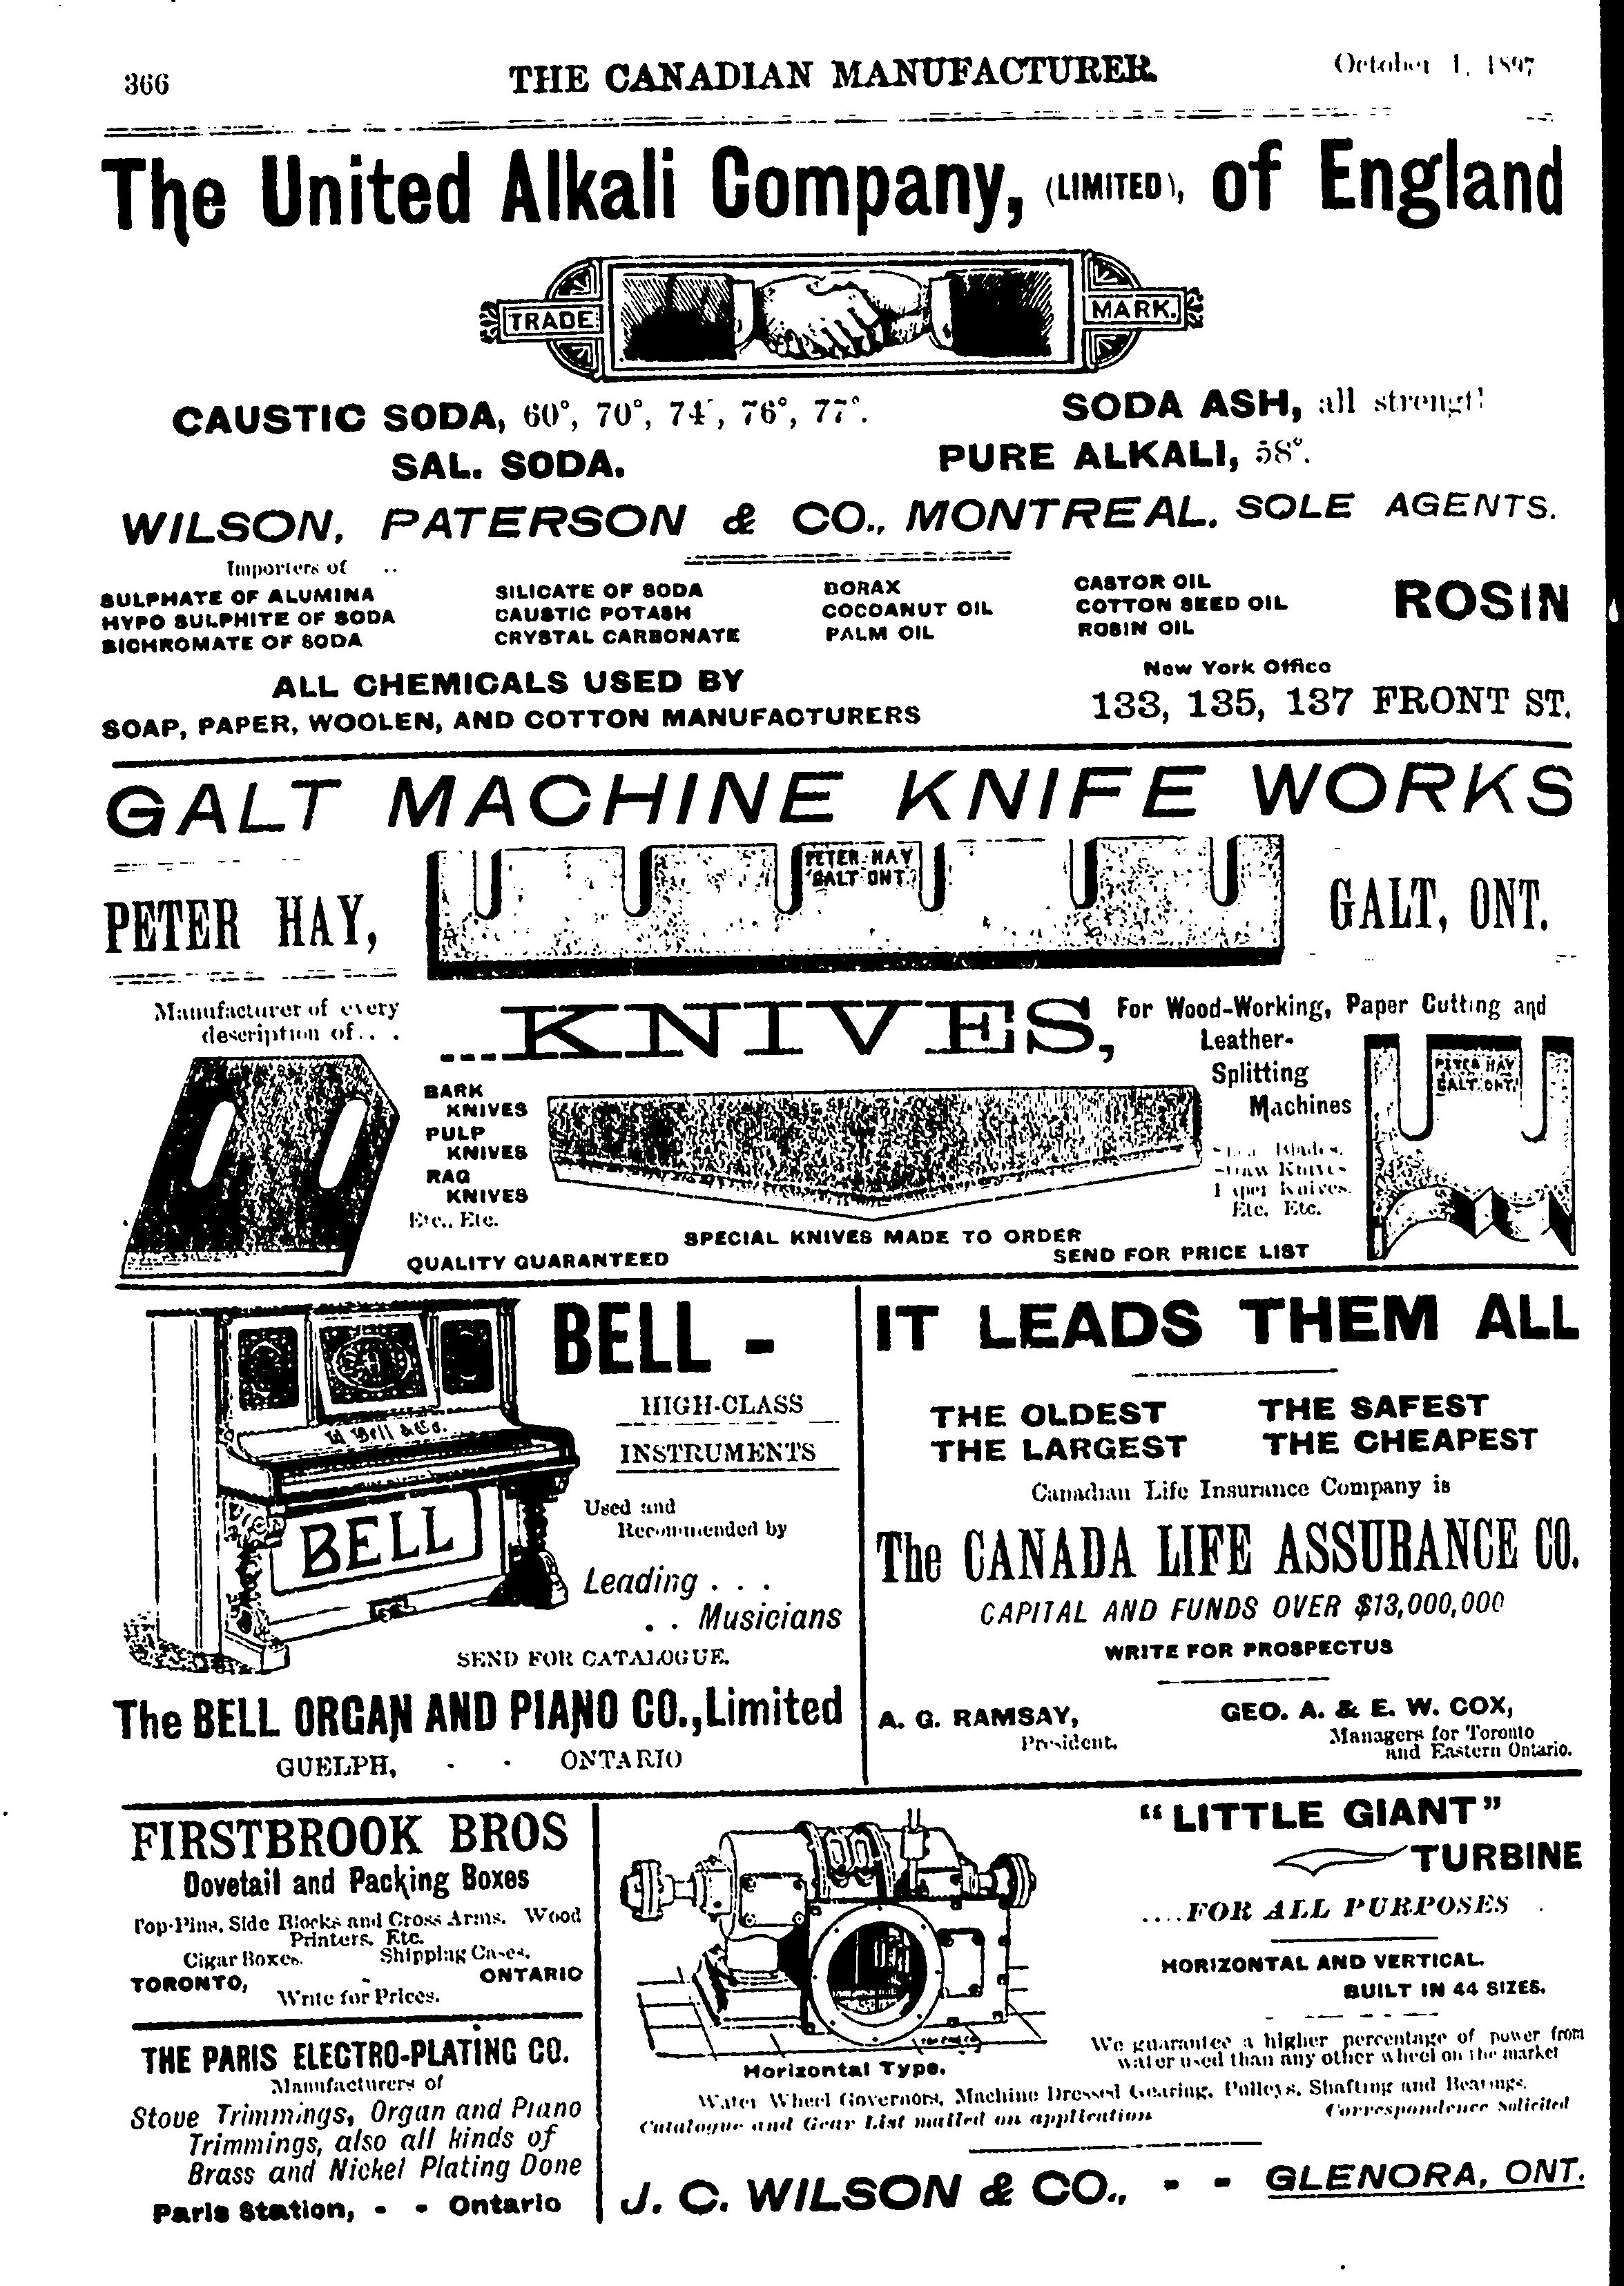 366
THE CANADIAN MANUFACTURER.
October 1, 1897
The United Alkali Company, (LIMITED), of England
TRADE MARK.
CAUSTIC SODA, 60°, 70°, 74°, 76°, 77°.
SODA ASH, all
SAL. SODA.
PURE ALKALI, 58°.
WILSON, PATERSON & CO., MONTREAL, SOLE AGENTS.
Importers of ..
SULPHATE OF ALUMINA
HYPO SULPHITE OF SODA
BICHROMATE OF SODA
SILICATE OF SODA
CAUSTIC POTASH
CRYSTAL CARBONATE
BORAX
COCOANUT OIL
PALM OIL
CASTOR OIL
COTTON SEED OIL
ROSIN OIL
ROSIN
ALL CHEMICALS USED BY
SOAP, PAPER, WOOLEN, AND COTTON MANUFACTURERS
New York Office
133, 135, 137 FRONT ST.
GALT MACHINE KNIFE WORKS
PETER HAY,
PETER HAY
GALT ONT.
GALT, ONT.
Manufacturer of every
description of.. .
...KNIVES,
For Wood-Working, Paper Cutting and
Leather-
Splitting
Machines
BARK
KNIVES
PULP
KNIVES
RAG
KNIVES
Etc., Etc.
Blades,
Straw Knives
Paper Knives.
Etc. Etc.
PETER HAY
GALT. ONT.
SPECIAL KNIVES MADE TO ORDER
QUALITY GUARANTEED
SEND FOR PRICE LIST
BELL -
HIGH-CLASS
INSTRUMENTS
W Bell & Co.
BELL
Used and
Recommended by
Leading . . .
. . Musicians
SEND FOR CATALOGUE.
The BELL ORGAN AND PIANO CO., Limited
GUELPH, - - ONTARIO
IT LEADS THEM ALL
THE OLDEST THE SAFEST
THE LARGEST THE CHEAPEST
Canadian Life Insurance Company is
The CANADA LIFE ASSURANCE CO.
CAPITAL AND FUNDS OVER $13,000,000
WRITE FOR PROSPECTUS
A. G. RAMSAY,
President.
GEO. A. & E. W. COX,
Managers for Toronto
and Eastern Ontario.
FIRSTBROOK BROS
Dovetail and Packing Boxes
Top-Pins, Side Blocks and Cross Arms. Wood
Printers. Etc.
Cigar Boxes. Shipping Cases.
TORONTO, - ONTARIO
Write for Prices.
THE PARIS ELECTRO-PLATING CO.
Manufacturers of
Stove Trimmings, Organ and Piano
Trimmings, also all kinds of
Brass and Nickel Plating Done
Paris Station, - - Ontario
"LITTLE GIANT"
TURBINE
....FOR ALL PURPOSES
HORIZONTAL AND VERTICAL.
BUILT IN 44 SIZES.
We guarantee a higher percentage of power from
water used than any other wheel on the market
Horizontal Type.
Water Wheel Governors, Machine Dressed Gearing, Pulleys, Shafting and Bearings.
Catalogue and Gear List mailed on application
Correspondence Solicited
J. C. WILSON & CO., - - GLENORA, ONT.